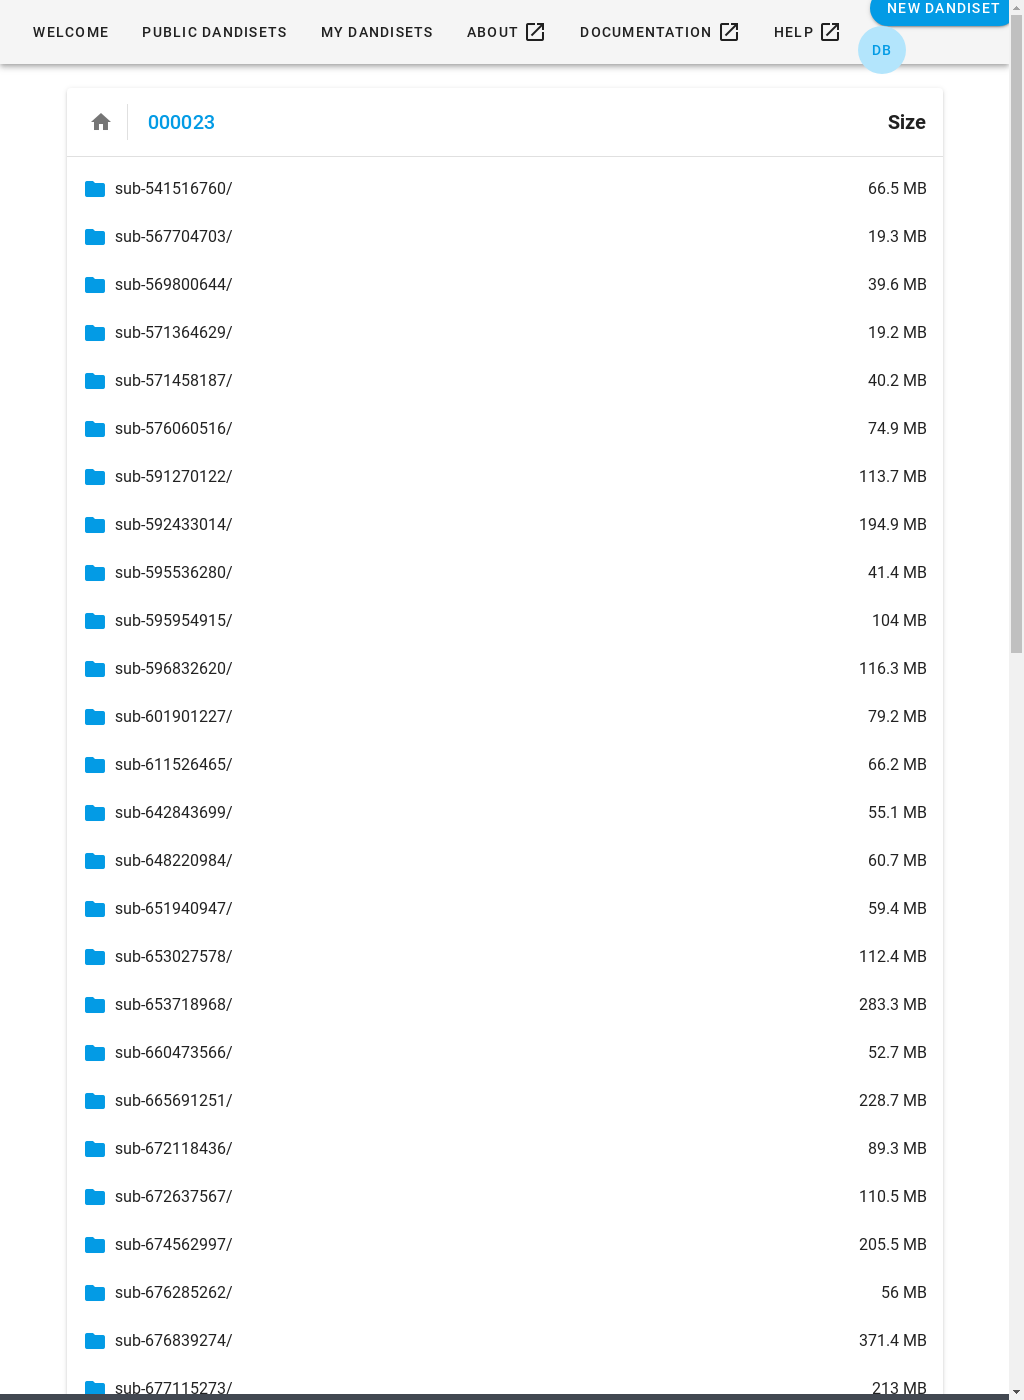 WELCOME PUBLIC DANDISETS MY DANDISETS ABOUT DOCUMENTATION HELP NEW DANDISET
DB
000023 Size
sub-541516760/ 66.5 MB
sub-567704703/ 19.3 MB
sub-569800644/ 39.6 MB
sub-571364629/ 19.2 MB
sub-571458187/ 40.2 MB
sub-576060516/ 74.9 MB
sub-591270122/ 113.7 MB
sub-592433014/ 194.9 MB
sub-595536280/ 41.4 MB
sub-595954915/ 104 MB
sub-596832620/ 116.3 MB
sub-601901227/ 79.2 MB
sub-611526465/ 66.2 MB
sub-642843699/ 55.1 MB
sub-648220984/ 60.7 MB
sub-651940947/ 59.4 MB
sub-653027578/ 112.4 MB
sub-653718968/ 283.3 MB
sub-660473566/ 52.7 MB
sub-665691251/ 228.7 MB
sub-672118436/ 89.3 MB
sub-672637567/ 110.5 MB
sub-674562997/ 205.5 MB
sub-676285262/ 56 MB
sub-676839274/ 371.4 MB
sub-677115273/ 213 MB